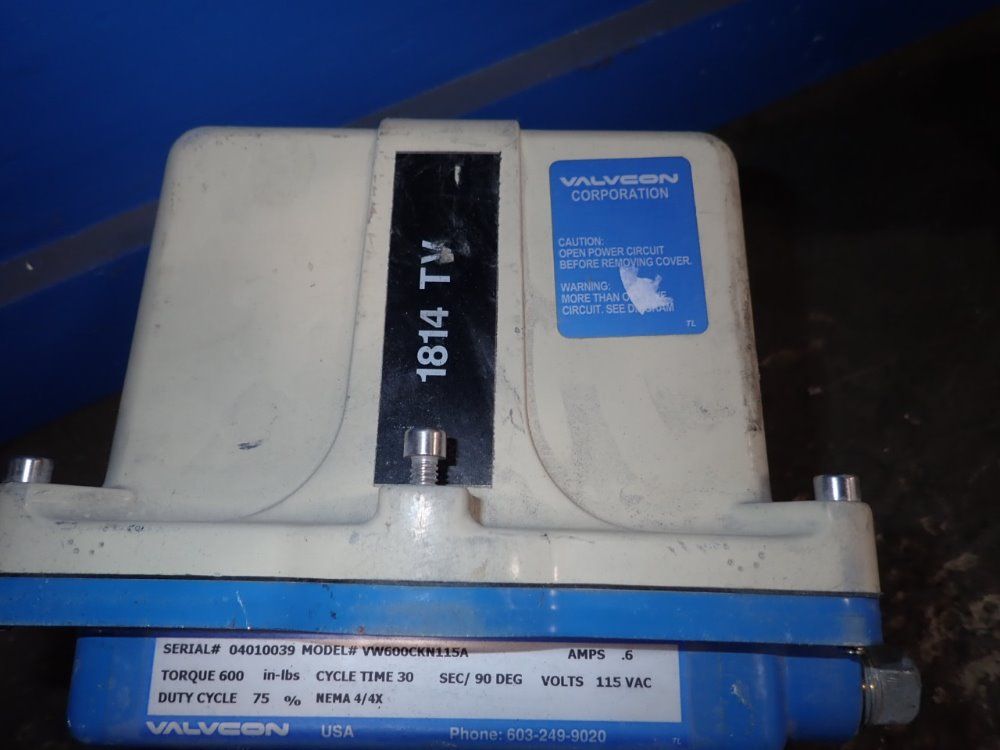 VALVCON
CORPORATION
CAUTION:
OPEN POWER CIRCUIT
BEFORE REMOVING COVER.
WARNING:
MORE THAN
CIRCUIT. SEE DIAGRAM
TL
1814 TV
SERIAL# 04010039 MODEL# VW600CKN115A AMPS .6
TORQUE 600 in-lbs CYCLE TIME 30 SEC/ 90 DEG VOLTS 115 VAC
DUTY CYCLE 75 % NEMA 4/4X
VALVCON USA Phone: 603-249-9020